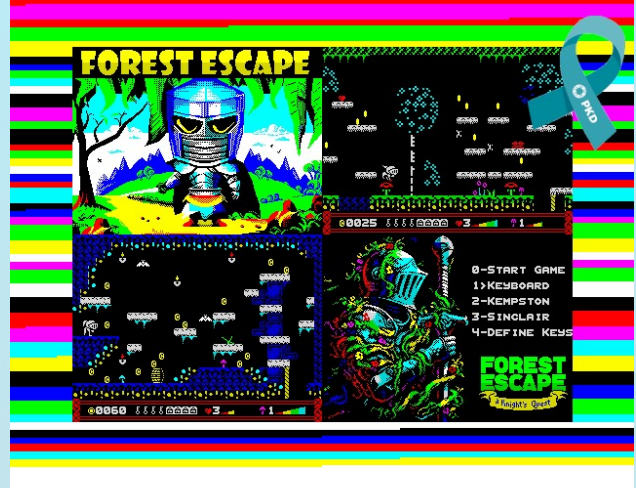 FOREST ESCAPE
PKD
0025
3
1
0-START GAME
1>KEYBOARD
2-KEMPSTON
3-SINCLAIR
4-DEFINE KEYS
FOREST
ESCAPE
a Knight's Quest
0060
3
1